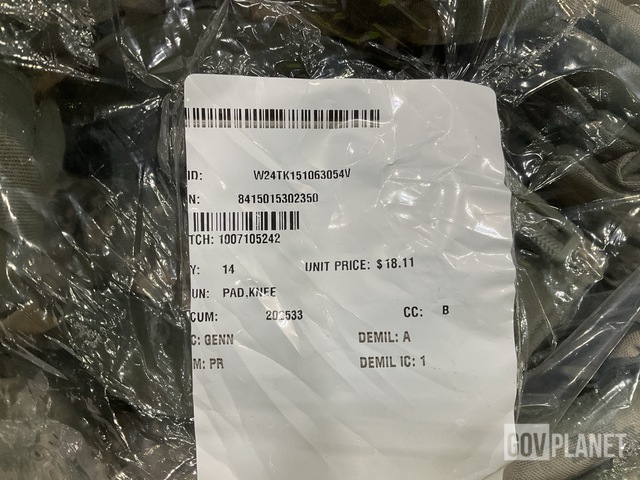 ID: W24TK151063054V
N: 8415015302350
TCH: 1007105242
Y: 14 UNIT PRICE: $18.11
UN: PAD,KNEE
CUM: CC: B
C: GENN DEMIL: A
M: PR DEMIL IC: 1
GOVPLANET